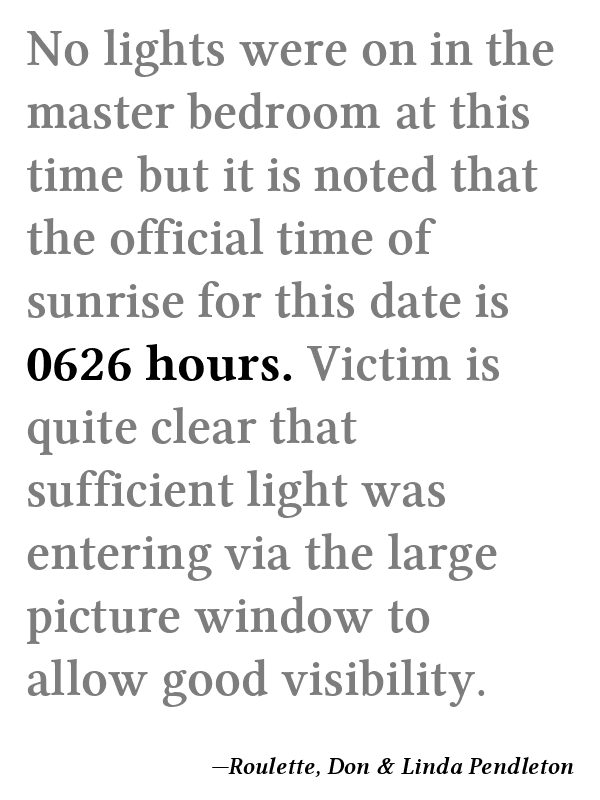 No lights were on in the
master bedroom at this
time but it is noted that
the official time of
sunrise for this date is
0626 hours. Victim is
quite clear that
sufficient light was
entering via the large
picture window to
allow good visibility.
—Roulette, Don & Linda Pendleton